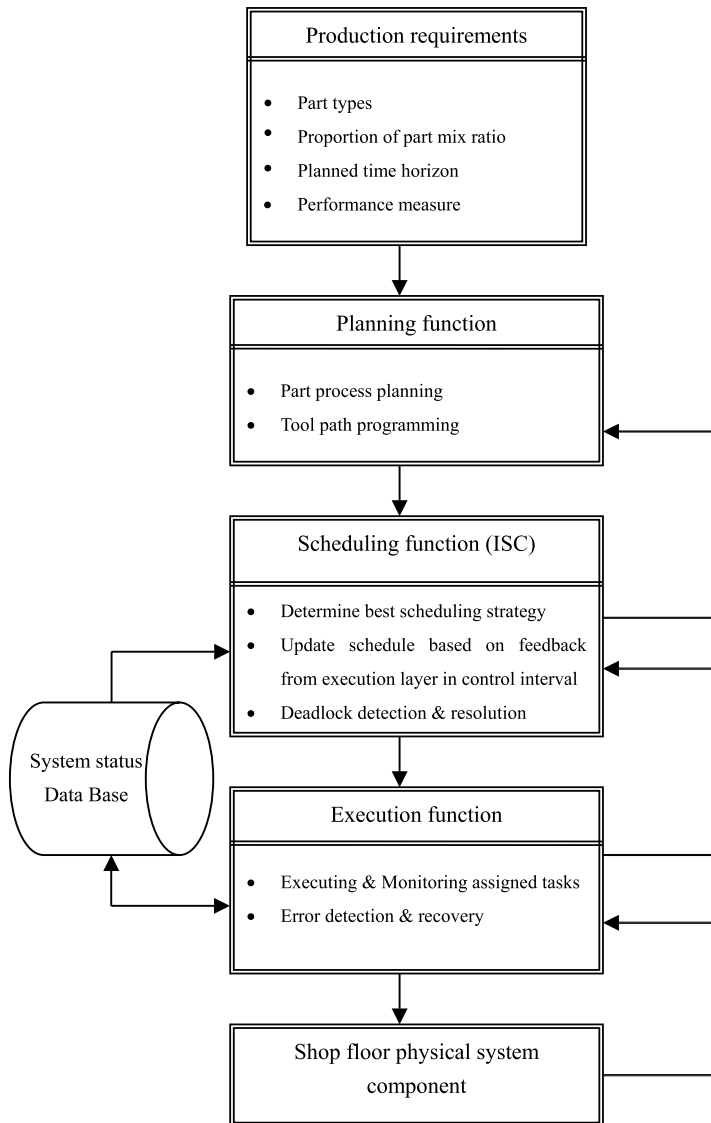 Production requirements
• Part types
• Proportion of part mix ratio
• Planned time horizon
• Performance measure
Planning function
• Part process planning
• Tool path programming
Scheduling function (ISC)
• Determine best scheduling strategy
• Update schedule based on feedback
from execution layer in control interval
• Deadlock detection & resolution
System status
Data Base
Execution function
• Executing & Monitoring assigned tasks
• Error detection & recovery
Shop floor physical system
component